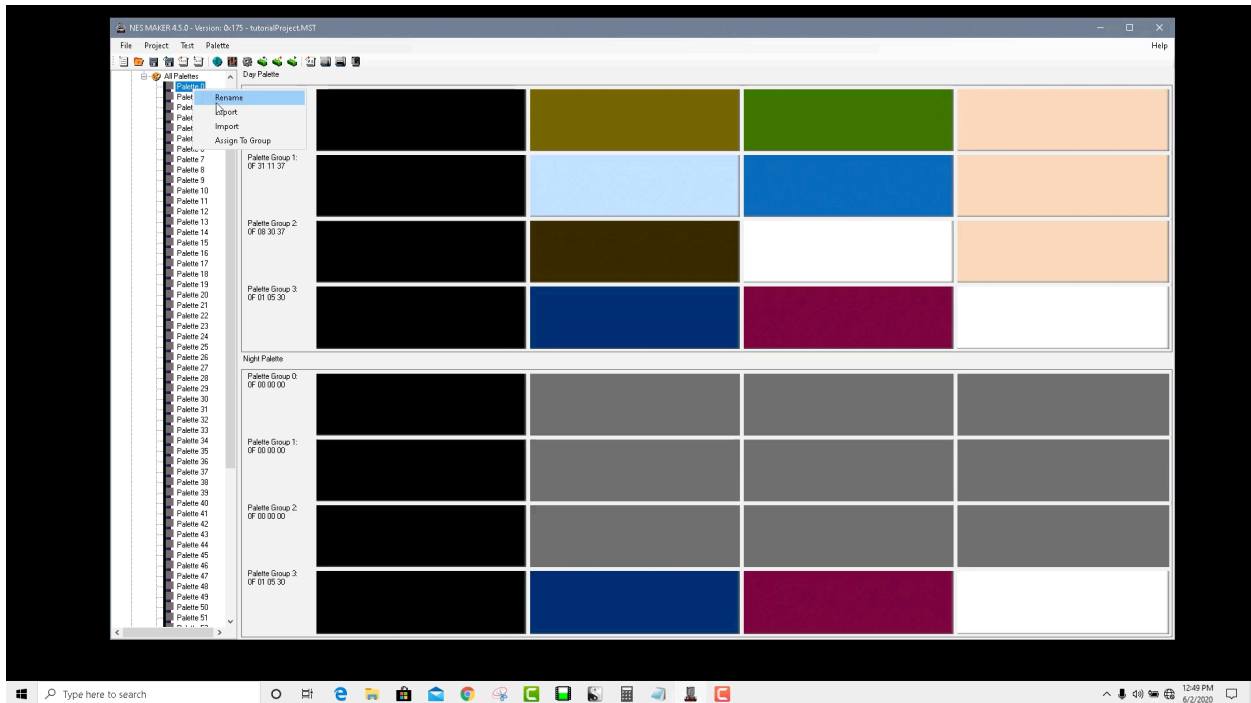 NES MAKER 4.5.0 - Version: 0x175 - tutorialProject.MST
File Project Test Palette Help
All Palettes
Day Palette
Palette 0
Rename
Export
Import
Assign To Group
Palette 7
Palette 8
Palette 9
Palette 10
Palette 11
Palette 12
Palette 13
Palette 14
Palette 15
Palette 16
Palette 17
Palette 18
Palette 19
Palette 20
Palette 21
Palette 22
Palette 23
Palette 24
Palette 25
Palette 26
Palette 27
Palette 28
Palette 29
Palette 30
Palette 31
Palette 32
Palette 33
Palette 34
Palette 35
Palette 36
Palette 37
Palette 38
Palette 39
Palette 40
Palette 41
Palette 42
Palette 43
Palette 44
Palette 45
Palette 46
Palette 47
Palette 48
Palette 49
Palette 50
Palette 51
Palette Group 1:
0F 31 11 37
Palette Group 2:
0F 08 30 37
Palette Group 3:
0F 01 05 30
Night Palette
Palette Group 0:
0F 00 00 00
Palette Group 1:
0F 00 00 00
Palette Group 2:
0F 00 00 00
Palette Group 3:
0F 01 05 30
Type here to search
12:49 PM
6/2/2020